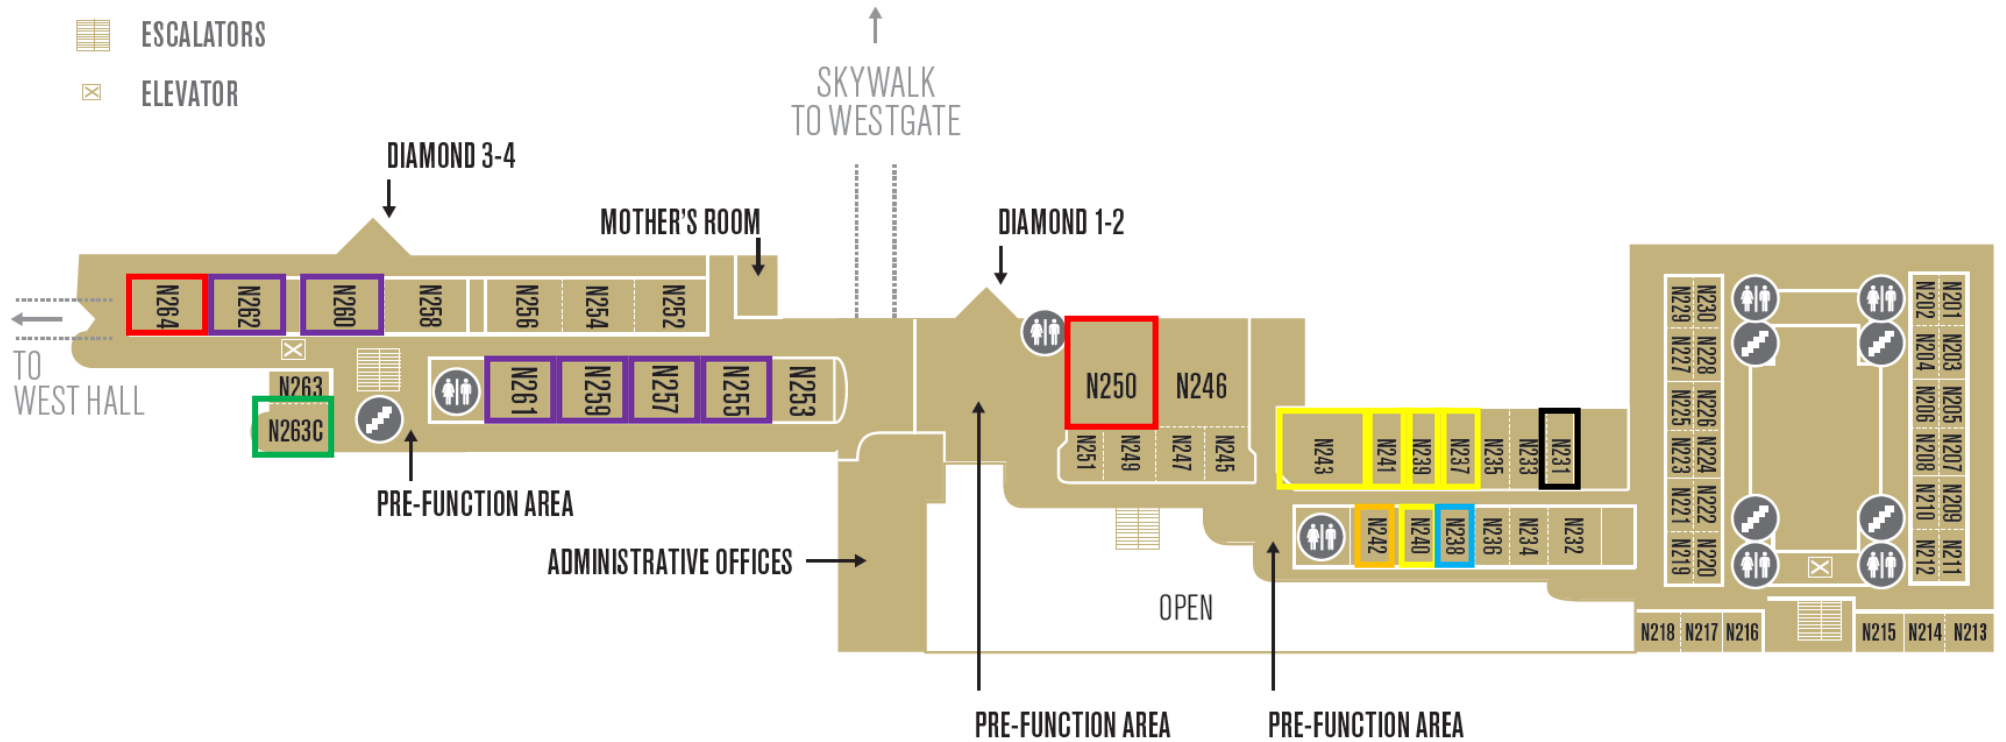 ESCALATORS
ELEVATOR
SKYWALK
TO WESTGATE
DIAMOND 3-4
MOTHER'S ROOM
DIAMOND 1-2
N264
N262
N260
N258
N256
N254
N252
TO
WEST HALL
N263
N263C
N261
N259
N257
N255
N253
PRE-FUNCTION AREA
ADMINISTRATIVE OFFICES
N250
N246
N251
N249
N247
N245
N243
N241
N239
N237
N235
N233
N231
N242
N240
N238
N236
N234
N232
OPEN
PRE-FUNCTION AREA
PRE-FUNCTION AREA
N229
N230
N227
N228
N225
N226
N223
N224
N221
N222
N219
N220
N202
N201
N204
N203
N206
N205
N208
N207
N210
N209
N212
N211
N218
N217
N216
N215
N214
N213